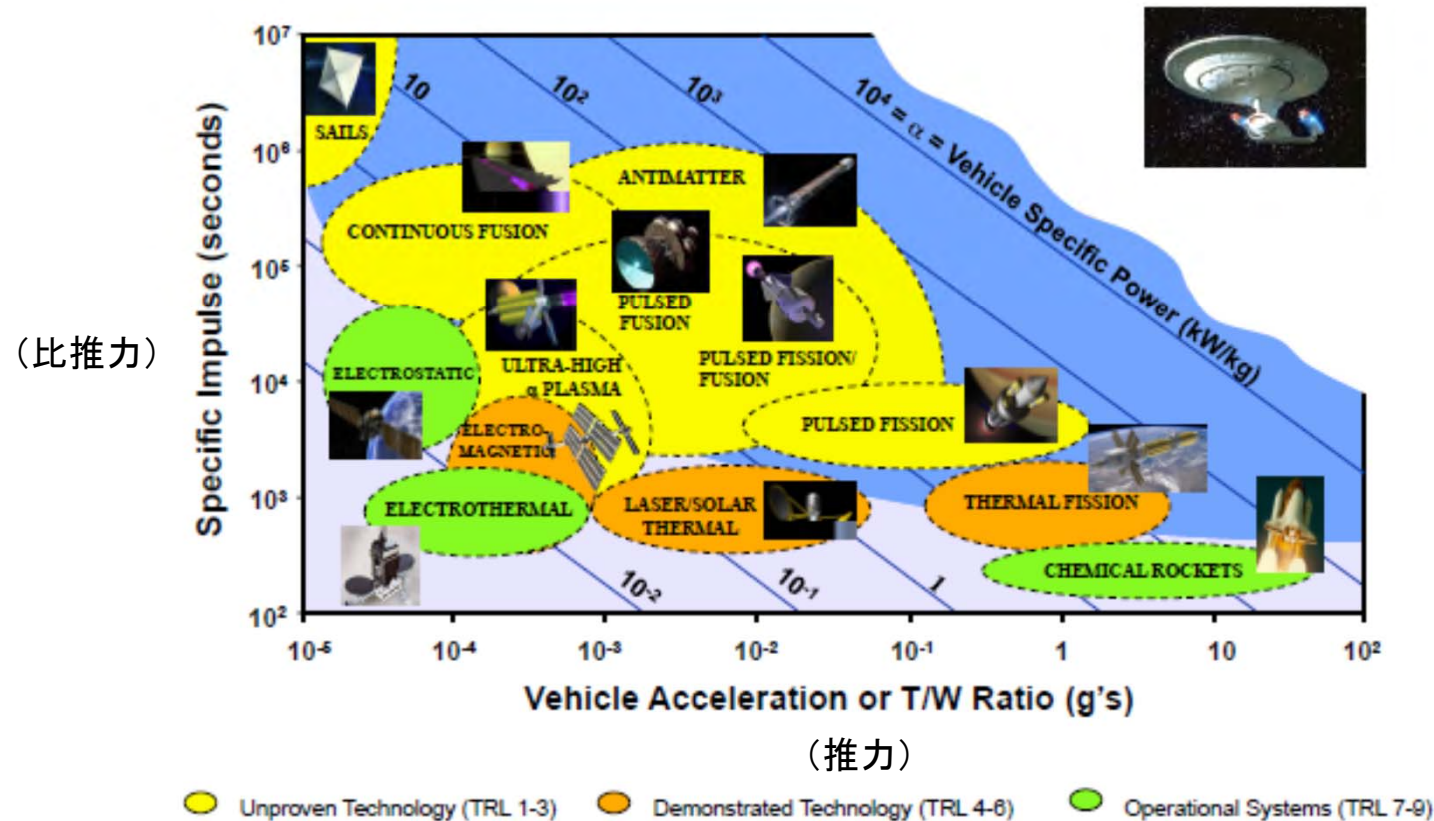 10⁷
10⁶
10⁵
10⁴
10³
10²
Specific Impulse (seconds)
（比推力）
SAILS
10
10²
10³
10⁴ = α = Vehicle Specific Power (kW/kg)
ANTIMATTER
CONTINUOUS FUSION
PULSED
FUSION
ULTRA-HIGH
α PLASMA
PULSED FISSION/
FUSION
ELECTROSTATIC
PULSED FISSION
ELECTRO-
MAGNETIC
ELECTROTHERMAL
LASER/SOLAR
THERMAL
THERMAL FISSION
CHEMICAL ROCKETS
10⁻²
10⁻¹
1
10⁻⁵
10⁻⁴
10⁻³
10⁻²
10⁻¹
1
10
10²
Vehicle Acceleration or T/W Ratio (g's)
（推力）
Unproven Technology (TRL 1-3)
Demonstrated Technology (TRL 4-6)
Operational Systems (TRL 7-9)